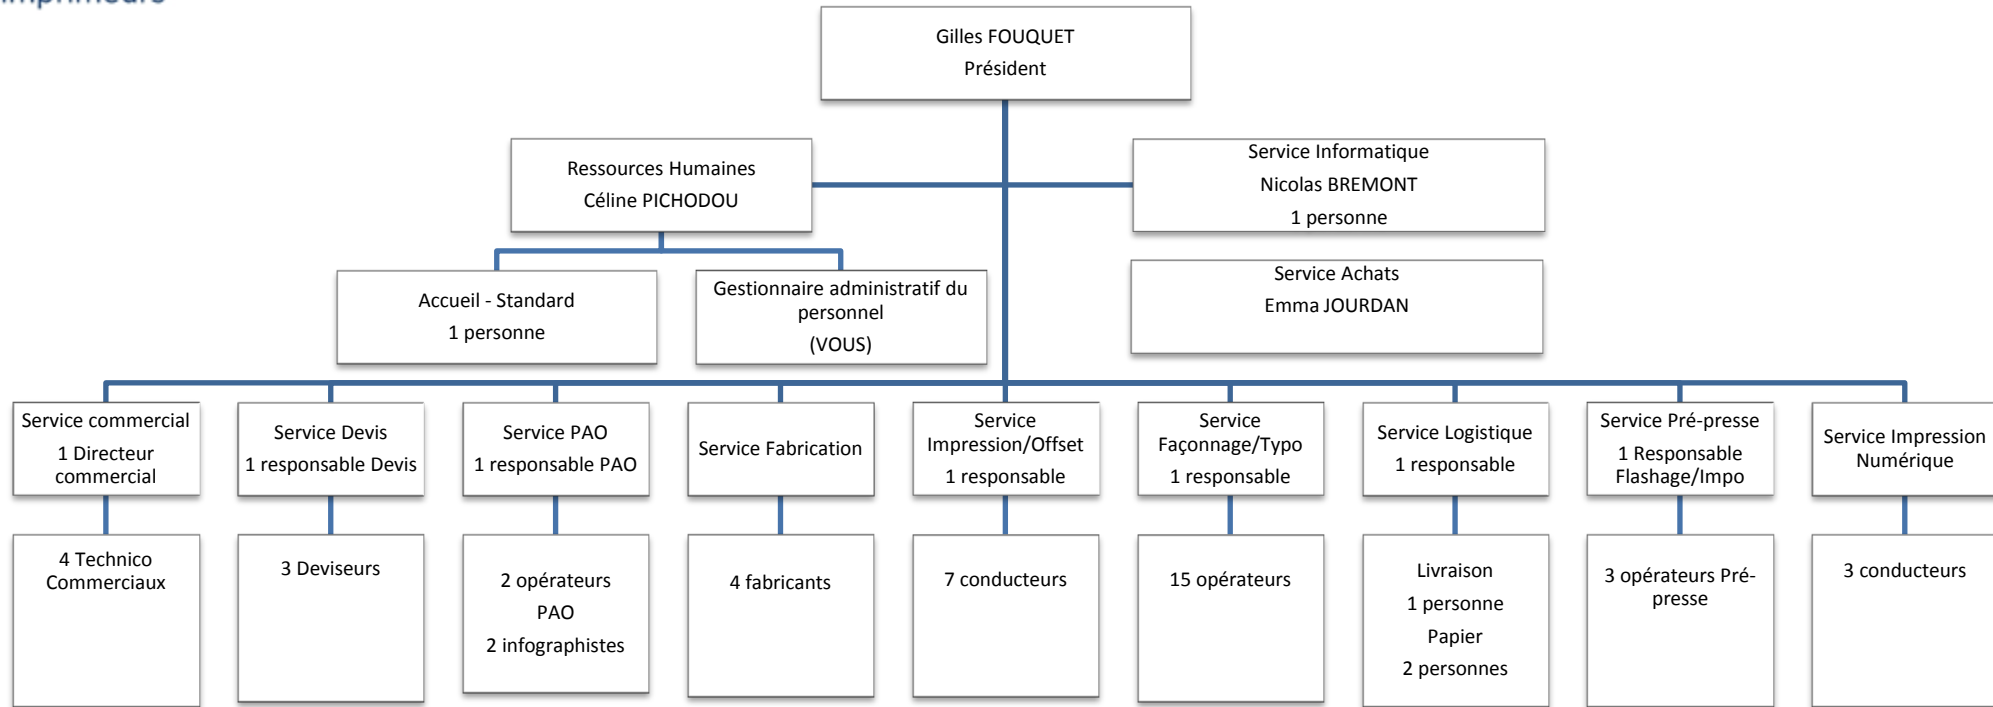 imprimeurs
Gilles FOUQUET
Président
Ressources Humaines
Céline PICHODOU
Service Informatique
Nicolas BREMONT
1 personne
Accueil - Standard
1 personne
Gestionnaire administratif du
personnel
(VOUS)
Service Achats
Emma JOURDAN
Service commercial
1 Directeur
commercial
Service Devis
1 responsable Devis
Service PAO
1 responsable PAO
Service Fabrication
Service
Impression/Offset
1 responsable
Service
Façonnage/Typo
1 responsable
Service Logistique
1 responsable
Service Pré-presse
1 Responsable
Flashage/Impo
Service Impression
Numérique
4 Technico
Commerciaux
3 Deviseurs
2 opérateurs
PAO
2 infographistes
4 fabricants
7 conducteurs
15 opérateurs
Livraison
1 personne
Papier
2 personnes
3 opérateurs Pré-
presse
3 conducteurs